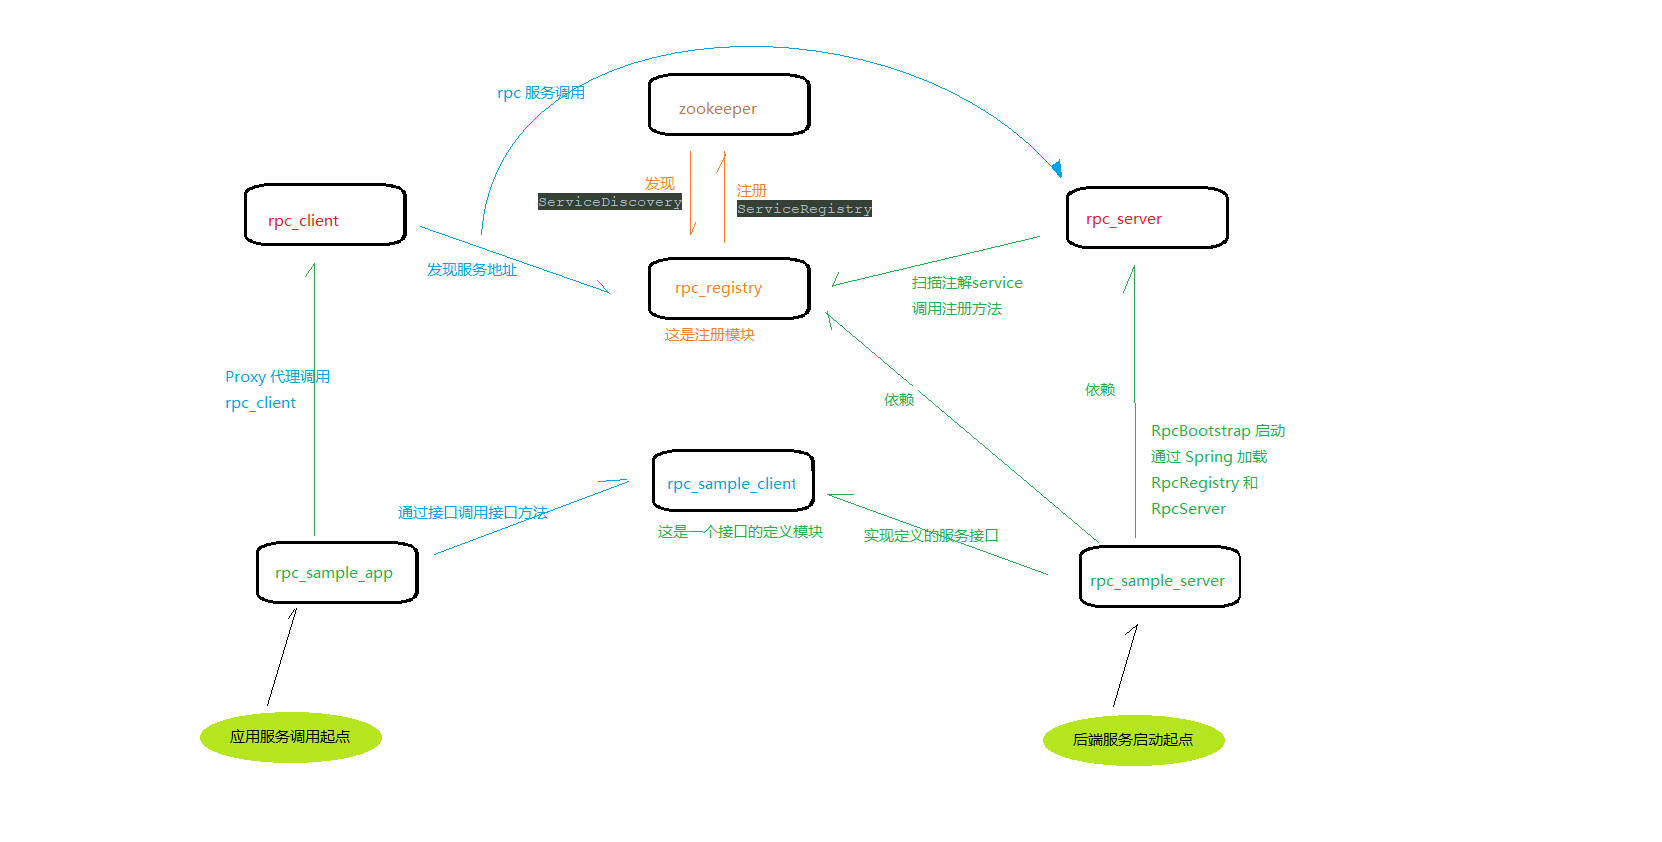 rpc 服务调用
zookeeper
发现
ServiceDiscovery
注册
ServiceRegistry
rpc_client
rpc_server
发现服务地址
rpc_registry
这是注册模块
扫描注解service
调用注册方法
Proxy 代理调用
rpc_client
依赖
依赖
RpcBootstrap 启动
通过 Spring 加载
RpcRegistry 和
RpcServer
rpc_sample_client
这是一个接口的定义模块
通过接口调用接口方法
实现定义的服务接口
rpc_sample_app
rpc_sample_server
应用服务调用起点
后端服务启动起点